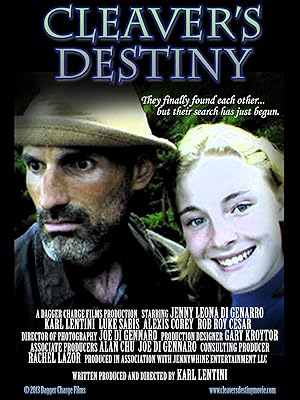 CLEAVER'S
DESTINY
They finally found each other...
but their search has just begun.
A DAGGER CHARGE FILMS PRODUCTION STARRING JENNY LEONA DI GENARRO
KARL LENTINI LUKE SABIS ALEXIS COREY ROB ROY CESAR
DIRECTOR OF PHOTOGRAPHY JOE DI GENNARO PRODUCTION DESIGNER GARY KROYTOR
ASSOCIATE PRODUCERS ALAN CHU JOE DI GENNARO CONSULTING PRODUCER
RACHEL LAZOR PRODUCED IN ASSOCIATION WITH JENNYWHINE ENTERTAINMENT LLC
WRITTEN PRODUCED AND DIRECTED BY KARL LENTINI
© 2013 Dagger Charge Films
www.cleaversdestinymovie.com